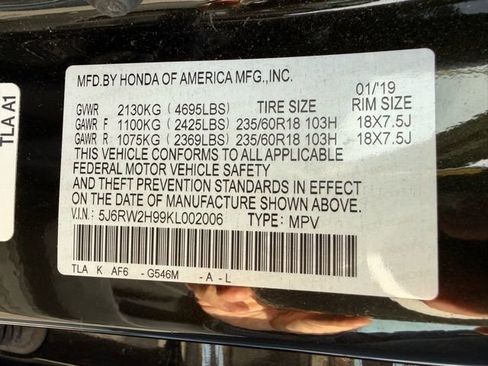 TLA A1
MFD.BY HONDA OF AMERICA MFG.,INC.
01/'19
GVWR 2130KG (4695LBS) TIRE SIZE RIM SIZE
GAWR F 1100KG (2425LBS) 235/60R18 103H 18X7.5J
GAWR R 1075KG (2369LBS) 235/60R18 103H 18X7.5J
THIS VEHICLE CONFORMS TO ALL APPLICABLE
FEDERAL MOTOR VEHICLE SAFETY
AND THEFT PREVENTION STANDARDS IN EFFECT
ON THE DATE OF MANUFACTURE SHOWN ABOVE.
V.I.N.: 5J6RW2H99KL002006 TYPE: MPV
TLA K AF6 - G546M - A - L